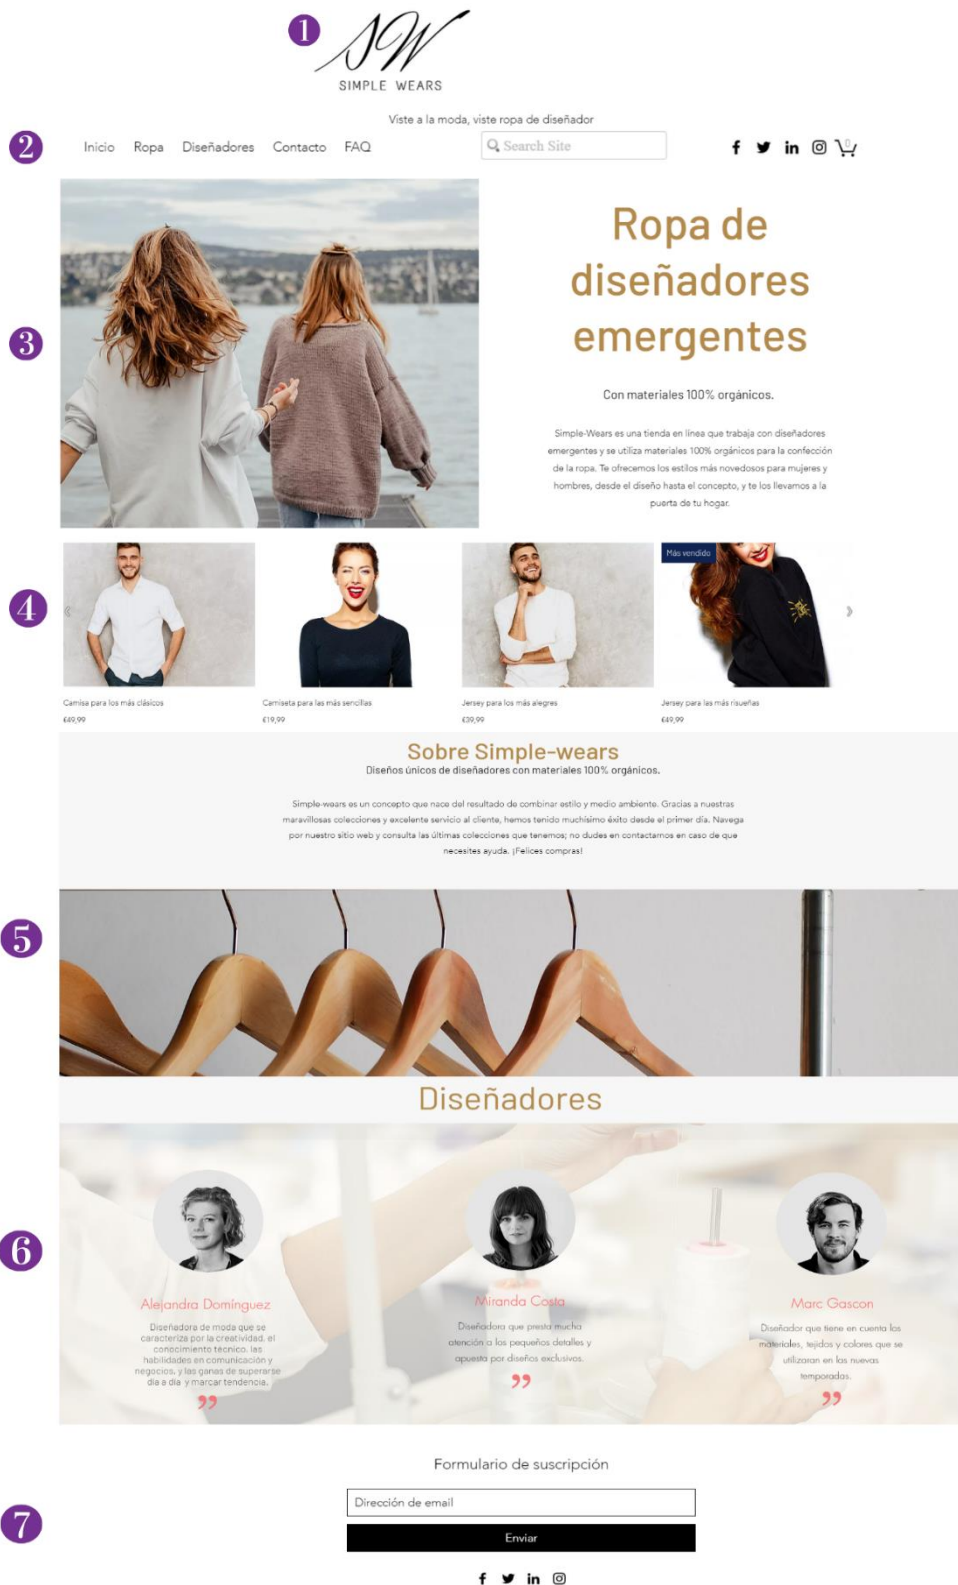 1
SW
SIMPLE WEARS
Viste a la moda, viste ropa de diseñador
2
Inicio Ropa Diseñadores Contacto FAQ Search Site 0
3
Ropa de
diseñadores
emergentes
Con materiales 100% orgánicos.
Simple-Wears es una tienda en línea que trabaja con diseñadores
emergentes y se utiliza materiales 100% orgánicos para la confección
de la ropa. Te ofrecemos los estilos más novedosos para mujeres y
hombres, desde el diseño hasta el concepto, y te los llevamos a la
puerta de tu hogar.
4
Más vendido
Camisa para los más clásicos
€49,99
Camiseta para las más sencillas
€19,99
Jersey para los más alegres
€39,99
Jersey para las más risueñas
€49,99
Sobre Simple-wears
Diseños únicos de diseñadores con materiales 100% orgánicos.
Simple-wears es un concepto que nace del resultado de combinar estilo y medio ambiente. Gracias a nuestras
maravillosas colecciones y excelente servicio al cliente, hemos tenido muchísimo éxito desde el primer día. Navega
por nuestro sitio web y consulta las últimas colecciones que tenemos; no dudes en contactarnos en caso de que
necesites ayuda. ¡Felices compras!
5
Diseñadores
6
Alejandra Domínguez
Diseñadora de moda que se
caracteriza por la creatividad, el
conocimiento técnico, las
habilidades en comunicación y
negocios, y las ganas de superarse
día a día y marcar tendencia.
”
Miranda Costa
Diseñadora que presta mucha
atención a los pequeños detalles y
apuesta por diseños exclusivos.
”
Marc Gascon
Diseñador que tiene en cuenta los
materiales, tejidos y colores que se
utilizaran en las nuevas
temporadas.
”
Formulario de suscripción
7
Dirección de email
Enviar